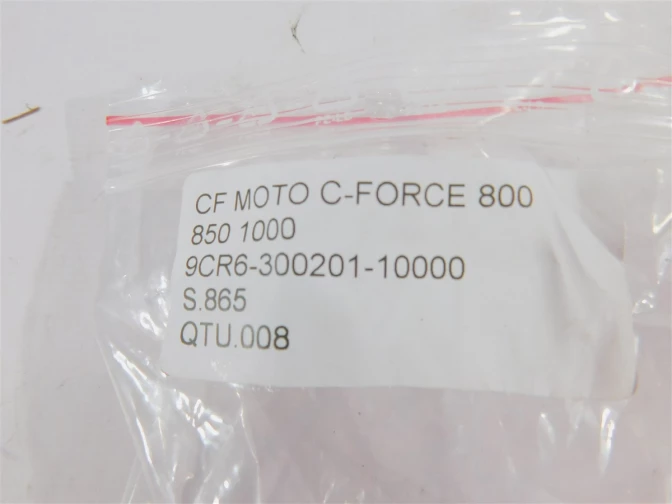 CF MOTO C-FORCE 800
850 1000
9CR6-300201-10000
S.865
QTU.008